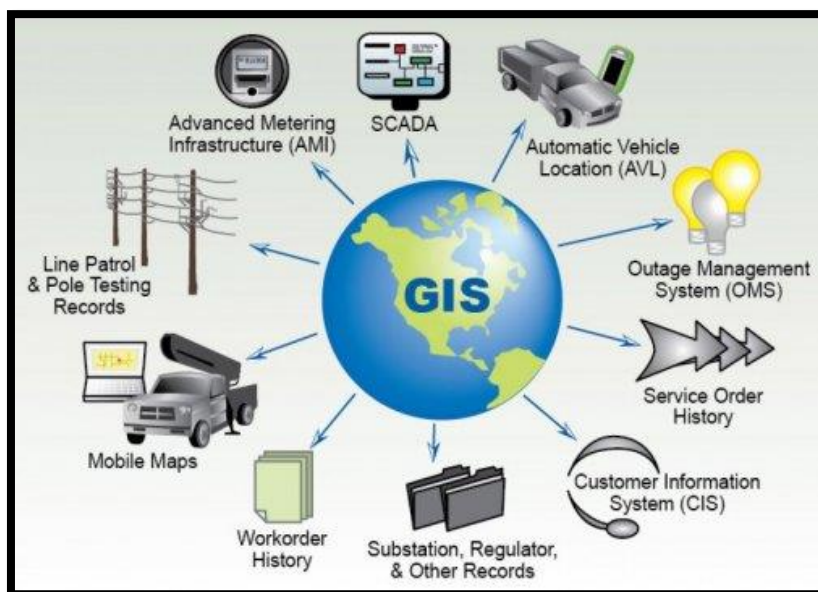 Advanced Metering
Infrastructure (AMI)
SCADA
Automatic Vehicle
Location (AVL)
Line Patrol
& Pole Testing
Records
GIS
Outage Management
System (OMS)
Service Order
History
Mobile Maps
Workorder
History
Substation, Regulator,
& Other Records
Customer Information
System (CIS)